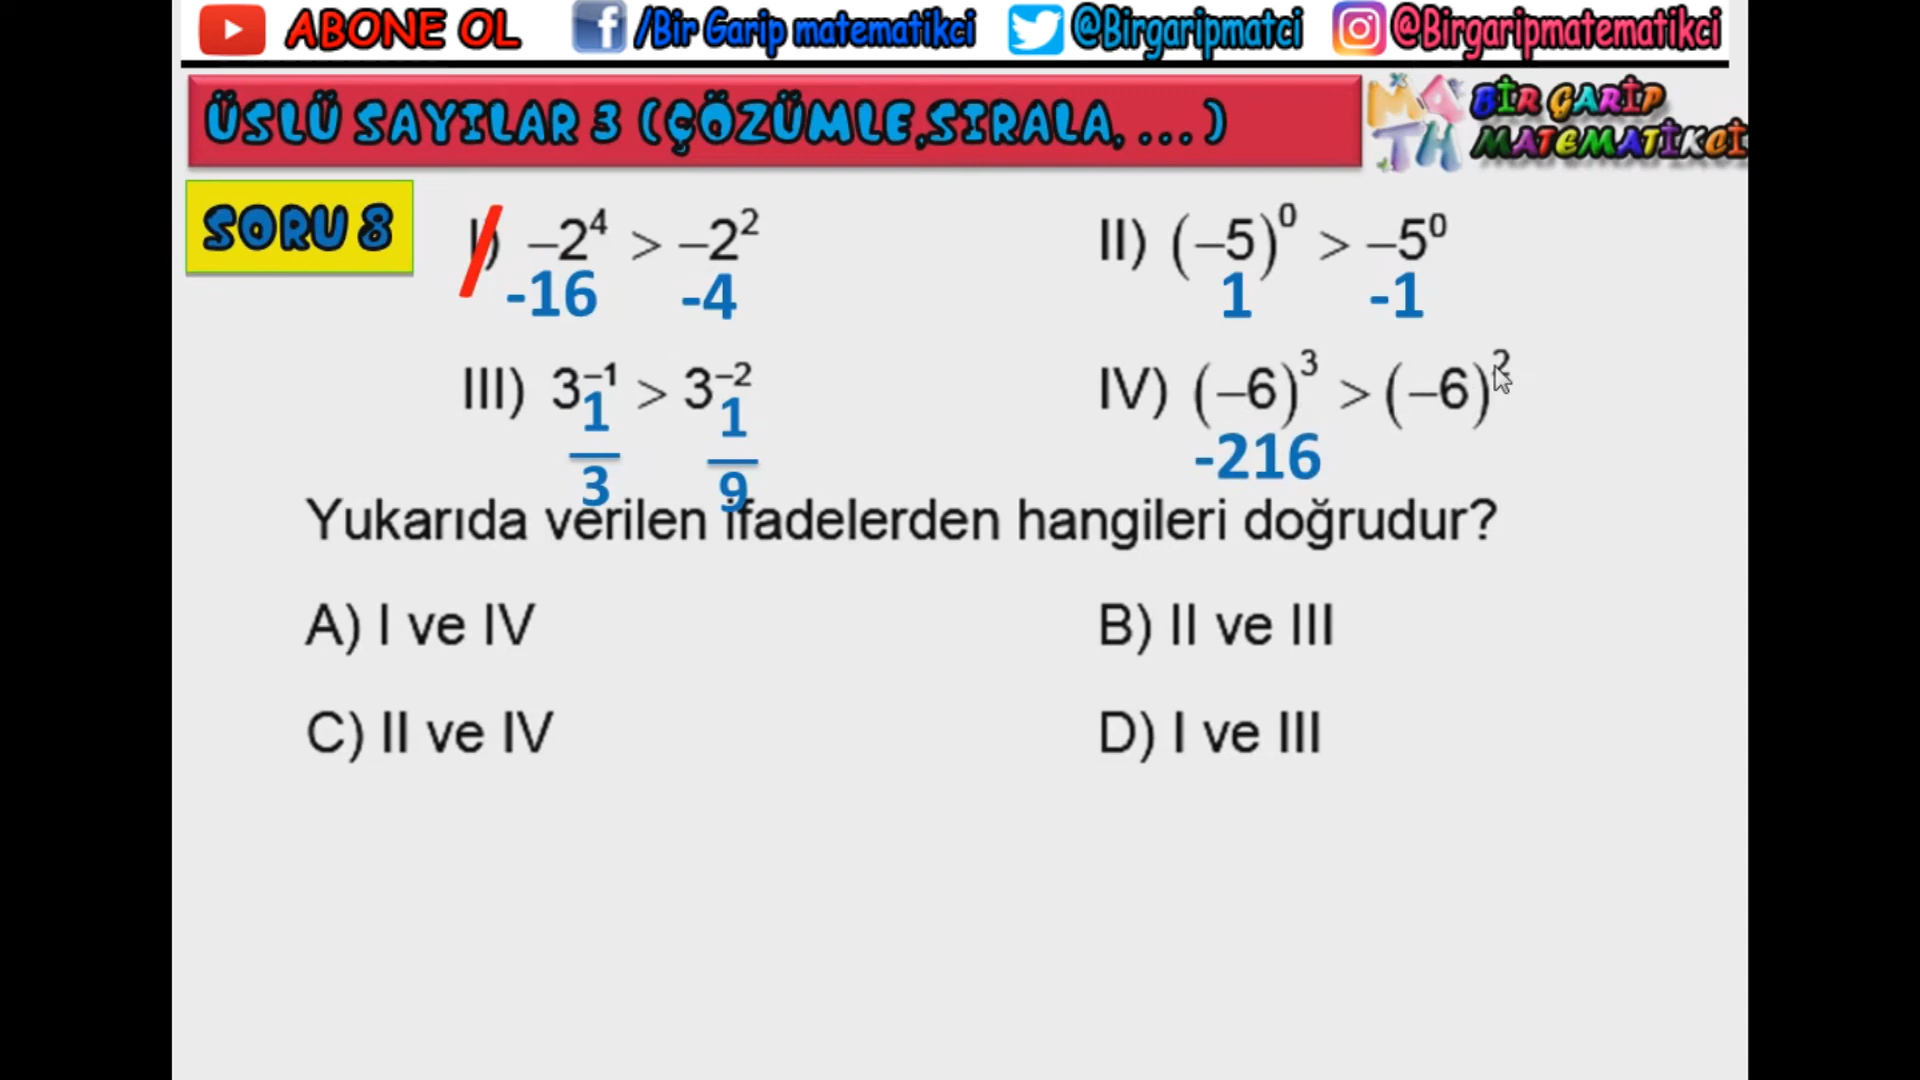 ABONE OL /Bir Garip matematikci @Birgaripmatci @Birgaripmatematikci
ÜSLÜ SAYILAR 3 (ÇÖZÜMLE,SIRALA, ... )
MATH BİR GARİP MATEMATİKCİ
SORU 8
I) −2⁴ > −2²
-16 -4
II) (−5)⁰ > −5⁰
1 -1
III) 3⁻¹ > 3⁻²
1/3 1/9
IV) (−6)³ > (−6)²
-216
Yukarıda verilen ifadelerden hangileri doğrudur?
A) I ve IV
B) II ve III
C) II ve IV
D) I ve III